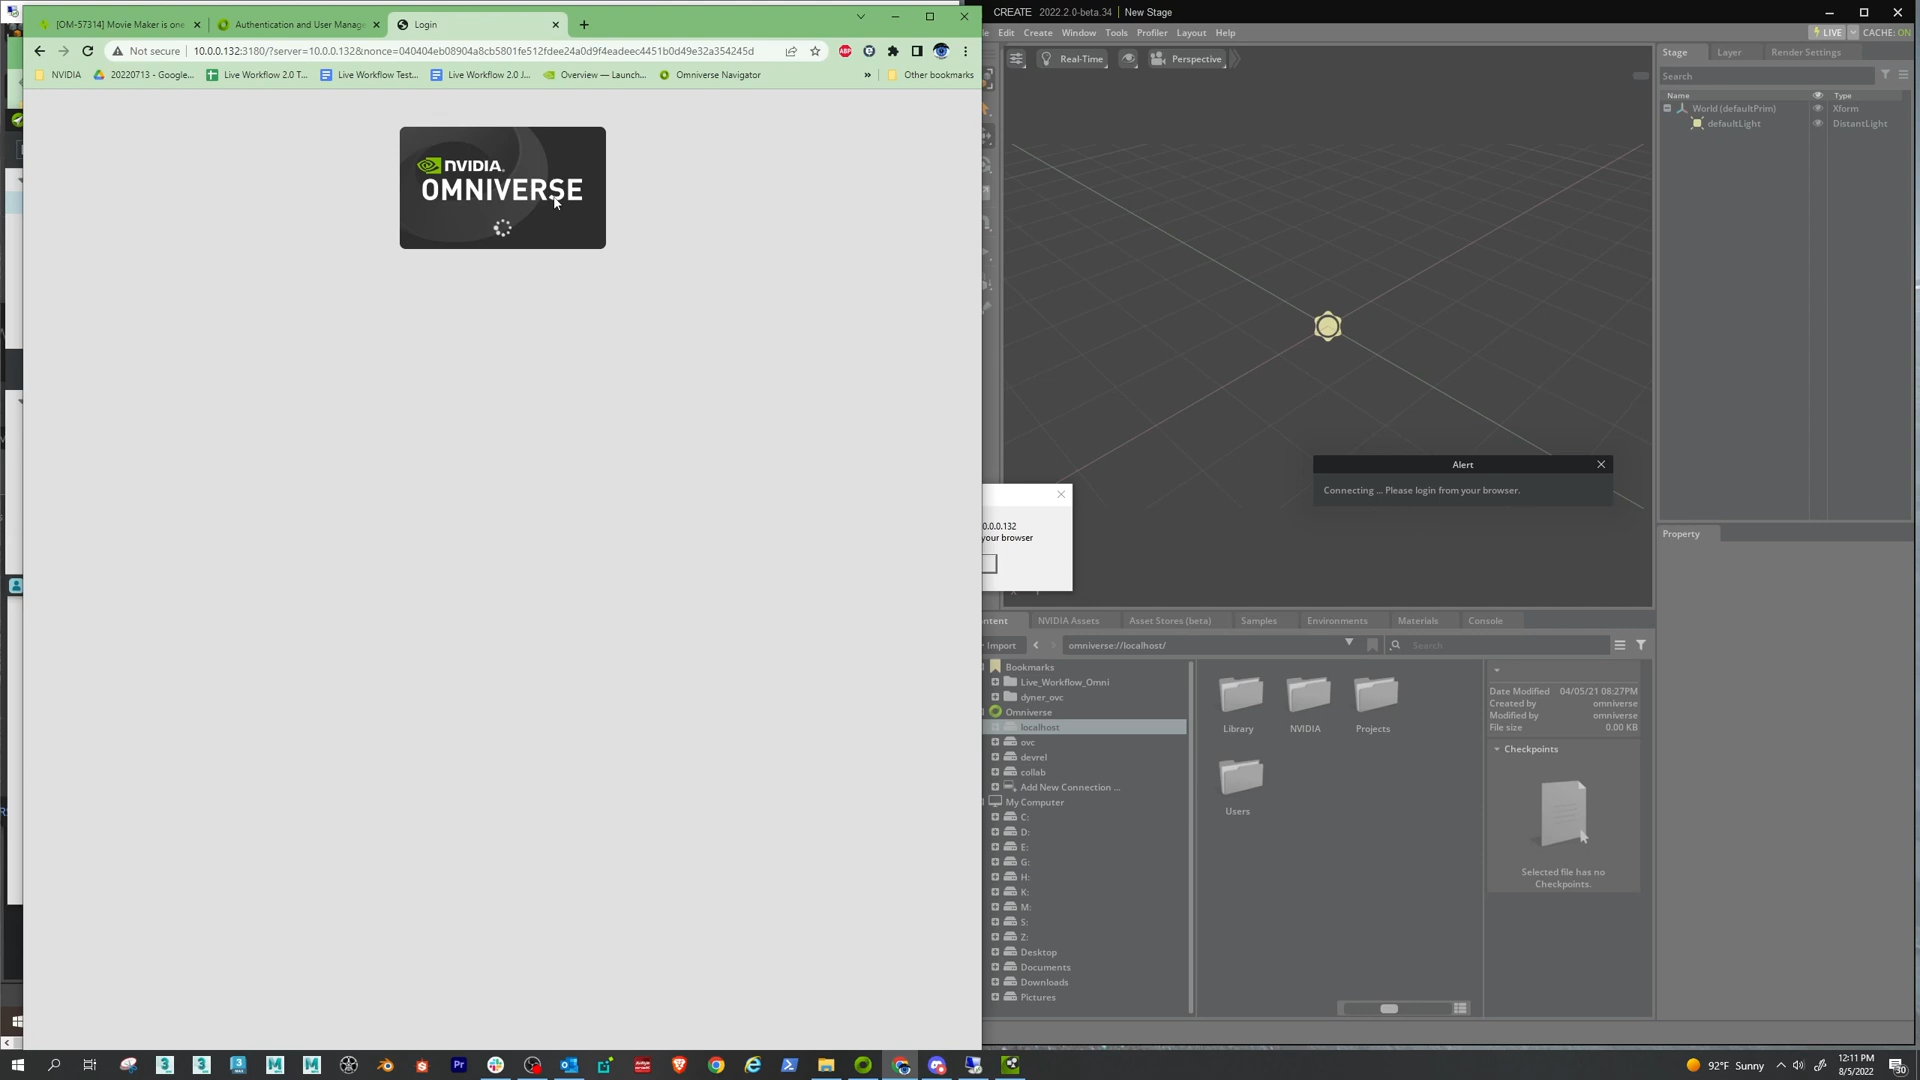 [OM-57314] Movie Maker is one
Authentication and User Manage
Login
Not secure
10.0.0.132:3180/?server=10.0.0.132&nonce=040404eb08904a8cb5801fe512fdee24a0d9f4eadeec4451b0d49e32a354245d
NVIDIA
20220713 - Google...
Live Workflow 2.0 T...
Live Workflow Test...
Live Workflow 2.0 J...
Overview — Launch...
Omniverse Navigator
»
Other bookmarks
NVIDIA.
OMNIVERSE
CREATE 2022.2.0-beta.34 | New Stage
Edit Create Window Tools Profiler Layout Help
LIVE
CACHE: ON
Real-Time
Perspective
Stage Layer Render Settings
Search
Name
Type
World (defaultPrim)
Xform
defaultLight
DistantLight
Alert
Connecting ... Please login from your browser.
0.0.0.132
your browser
Property
ntent NVIDIA Assets Asset Stores (beta) Samples Environments Materials Console
Import
omniverse://localhost/
Search
Bookmarks
Live_Workflow_Omni
dyner_ovc
Omniverse
localhost
ovc
devrel
collab
Add New Connection ...
My Computer
C:
D:
E:
G:
H:
K:
M:
S:
Z:
Desktop
Documents
Downloads
Pictures
Library
NVIDIA
Projects
Users
Date Modified 04/05/21 08:27PM
Created by omniverse
Modified by omniverse
File size 0.00 KB
Checkpoints
Selected file has no
Checkpoints.
92°F Sunny
12:11 PM
8/5/2022
30